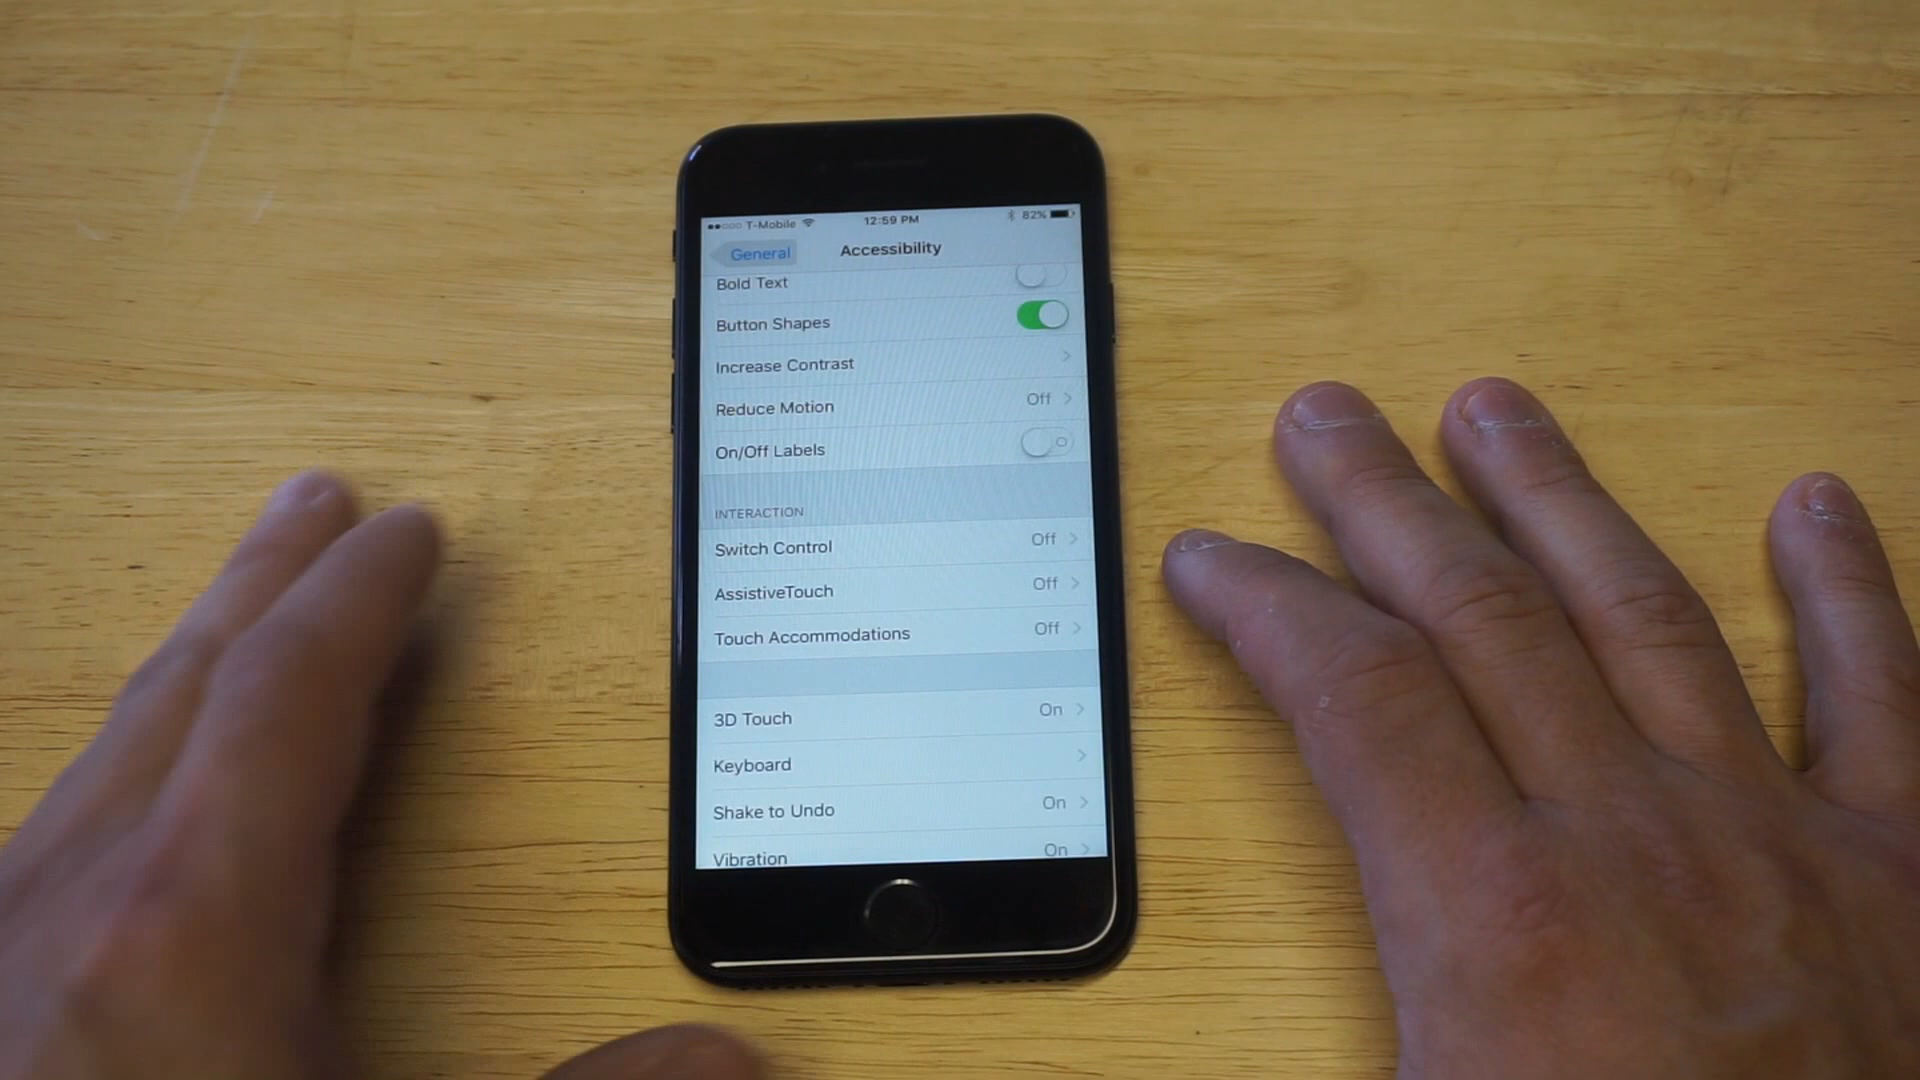 T-Mobile 12:59 PM 82%
General Accessibility
Bold Text
Button Shapes
Increase Contrast
Reduce Motion Off
On/Off Labels
INTERACTION
Switch Control Off
AssistiveTouch Off
Touch Accommodations Off
3D Touch On
Keyboard
Shake to Undo On
Vibration On